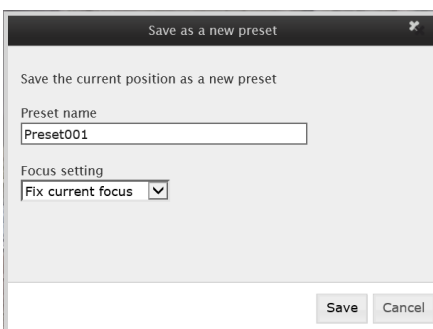 Save as a new preset
Save the current position as a new preset
Preset name
Preset001
Focus setting
Fix current focus
Save Cancel